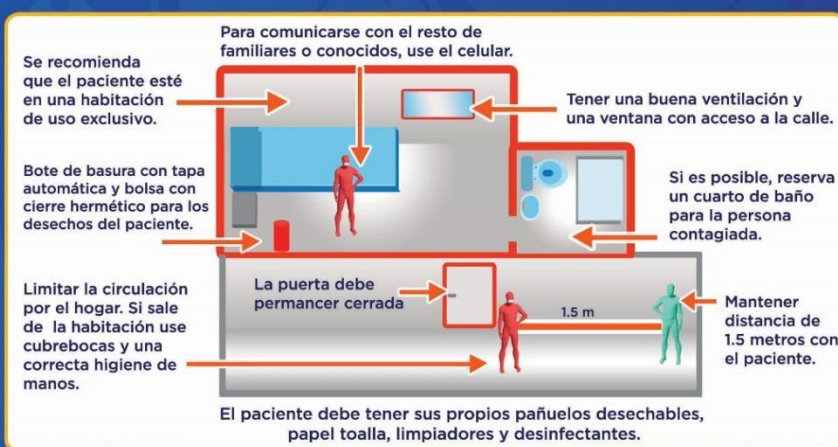 Para comunicarse con el resto de
familiares o conocidos, use el celular.
Se recomienda
que el paciente esté
en una habitación
de uso exclusivo.
Tener una buena ventilación y
una ventana con acceso a la calle.
Bote de basura con tapa
automática y bolsa con
cierre hermético para los
desechos del paciente.
Si es posible, reserva
un cuarto de baño
para la persona
contagiada.
Limitar la circulación
por el hogar. Si sale
de la habitación use
cubrebocas y una
correcta higiene de
manos.
La puerta debe
permancer cerrada
1.5 m
Mantener
distancia de
1.5 metros con
el paciente.
El paciente debe tener sus propios pañuelos desechables,
papel toalla, limpiadores y desinfectantes.